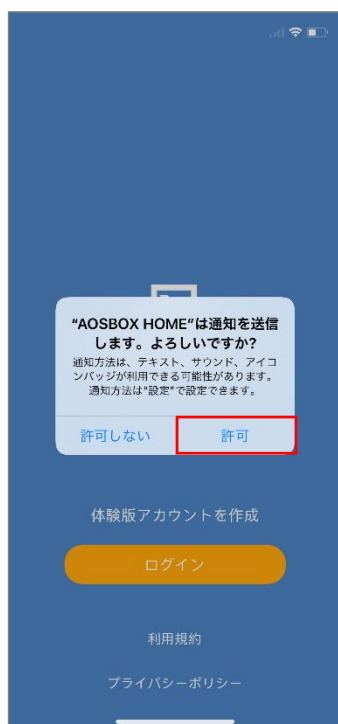 “AOSBOX HOME”は通知を送信
します。よろしいですか?
通知方法は、テキスト、サウンド、アイコ
ンバッジが利用できる可能性があります。
通知方法は“設定”で設定できます。
許可しない
許可
体験版アカウントを作成
ログイン
利用規約
プライバシーポリシー